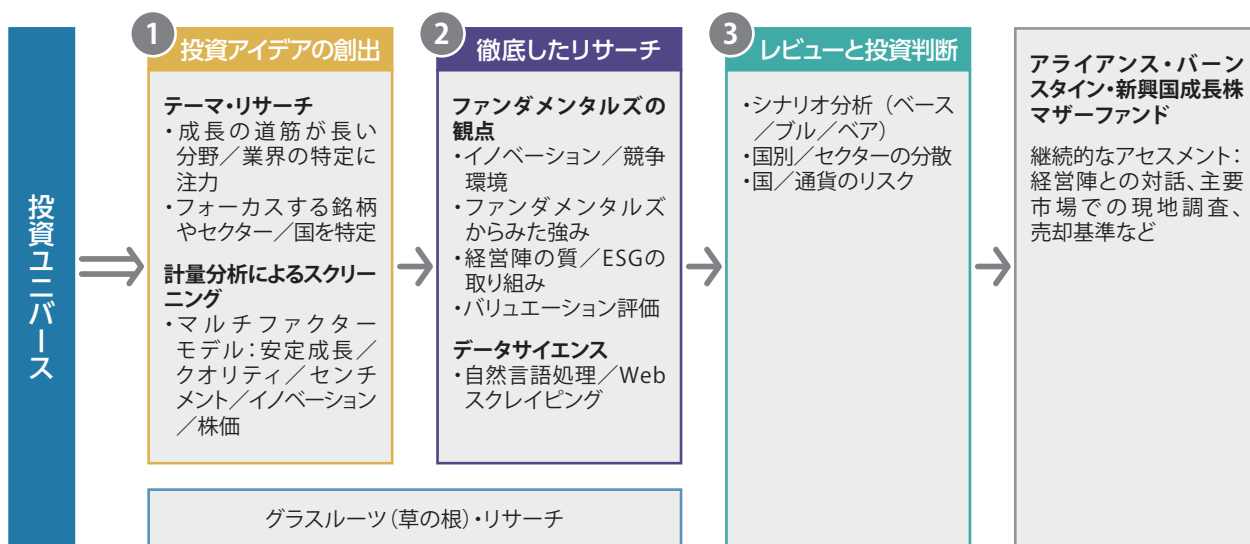 投資ユニバース
1
投資アイデアの創出
テーマ・リサーチ
・成長の道筋が長い
分野／業界の特定に
注力
・フォーカスする銘柄
やセクター／国を特定
計量分析によるスクリー
ニング
・マルチファクター
モデル：安定成長／
クオリティ／センチ
メント／イノベーション
／株価
2
徹底したリサーチ
ファンダメンタルズの
観点
・イノベーション／競争
環境
・ファンダメンタルズ
からみた強み
・経営陣の質／ESGの
取り組み
・バリュエーション評価
データサイエンス
・自然言語処理／Web
スクレイピング
グラスルーツ（草の根）・リサーチ
3
レビューと投資判断
・シナリオ分析（ベース
／ブル／ベア）
・国別／セクターの分散
・国／通貨のリスク
アライアンス・バーン
スタイン・新興国成長株
マザーファンド
継続的なアセスメント：
経営陣との対話、主要
市場での現地調査、
売却基準など